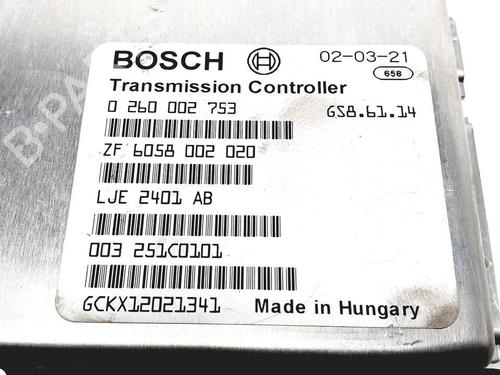 BOSCH 02-03-21
658
Transmission Controller
0 260 002 753 GS8.61.14
ZF 6058 002 020
LJE 2401 AB
003 251C0101
GCKX12021341 Made in Hungary
B-PA